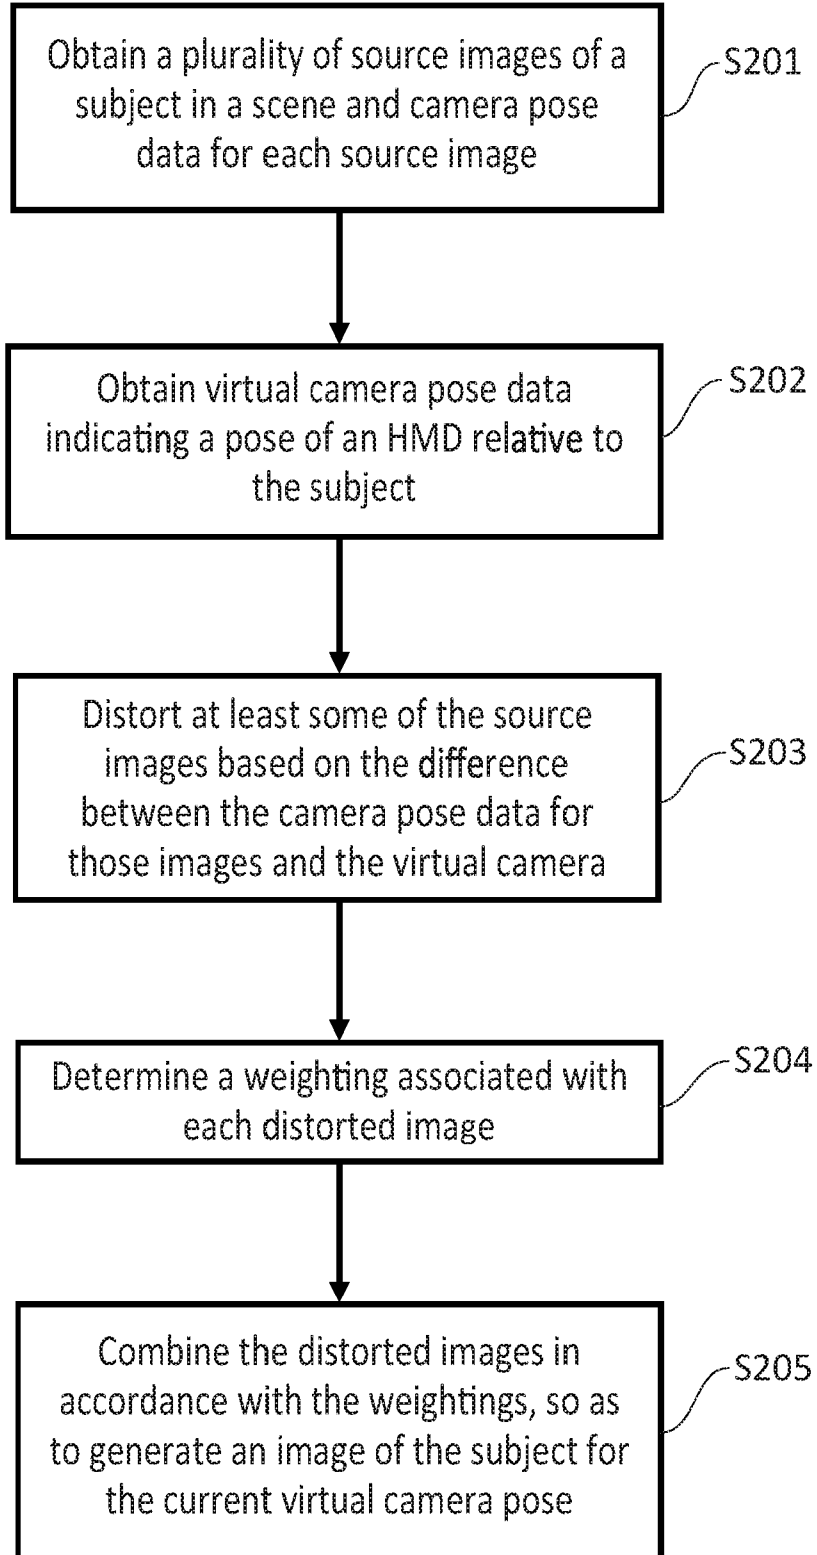 Obtain a plurality of source images of a
subject in a scene and camera pose
data for each source image
S201
Obtain virtual camera pose data
indicating a pose of an HMD relative to
the subject
S202
Distort at least some of the source
images based on the difference
between the camera pose data for
those images and the virtual camera
S203
Determine a weighting associated with
each distorted image
S204
Combine the distorted images in
accordance with the weightings, so as
to generate an image of the subject for
the current virtual camera pose
S205